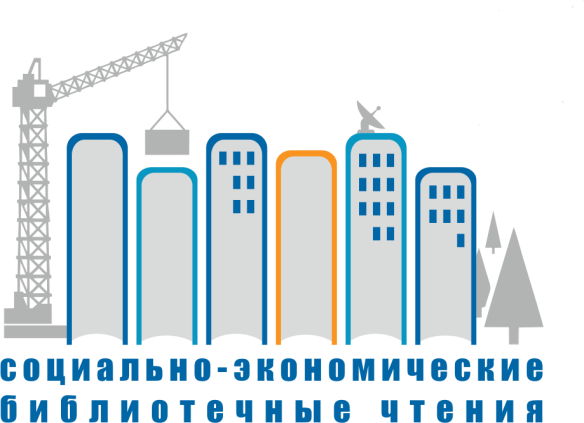 социально-экономические
библиотечные чтения